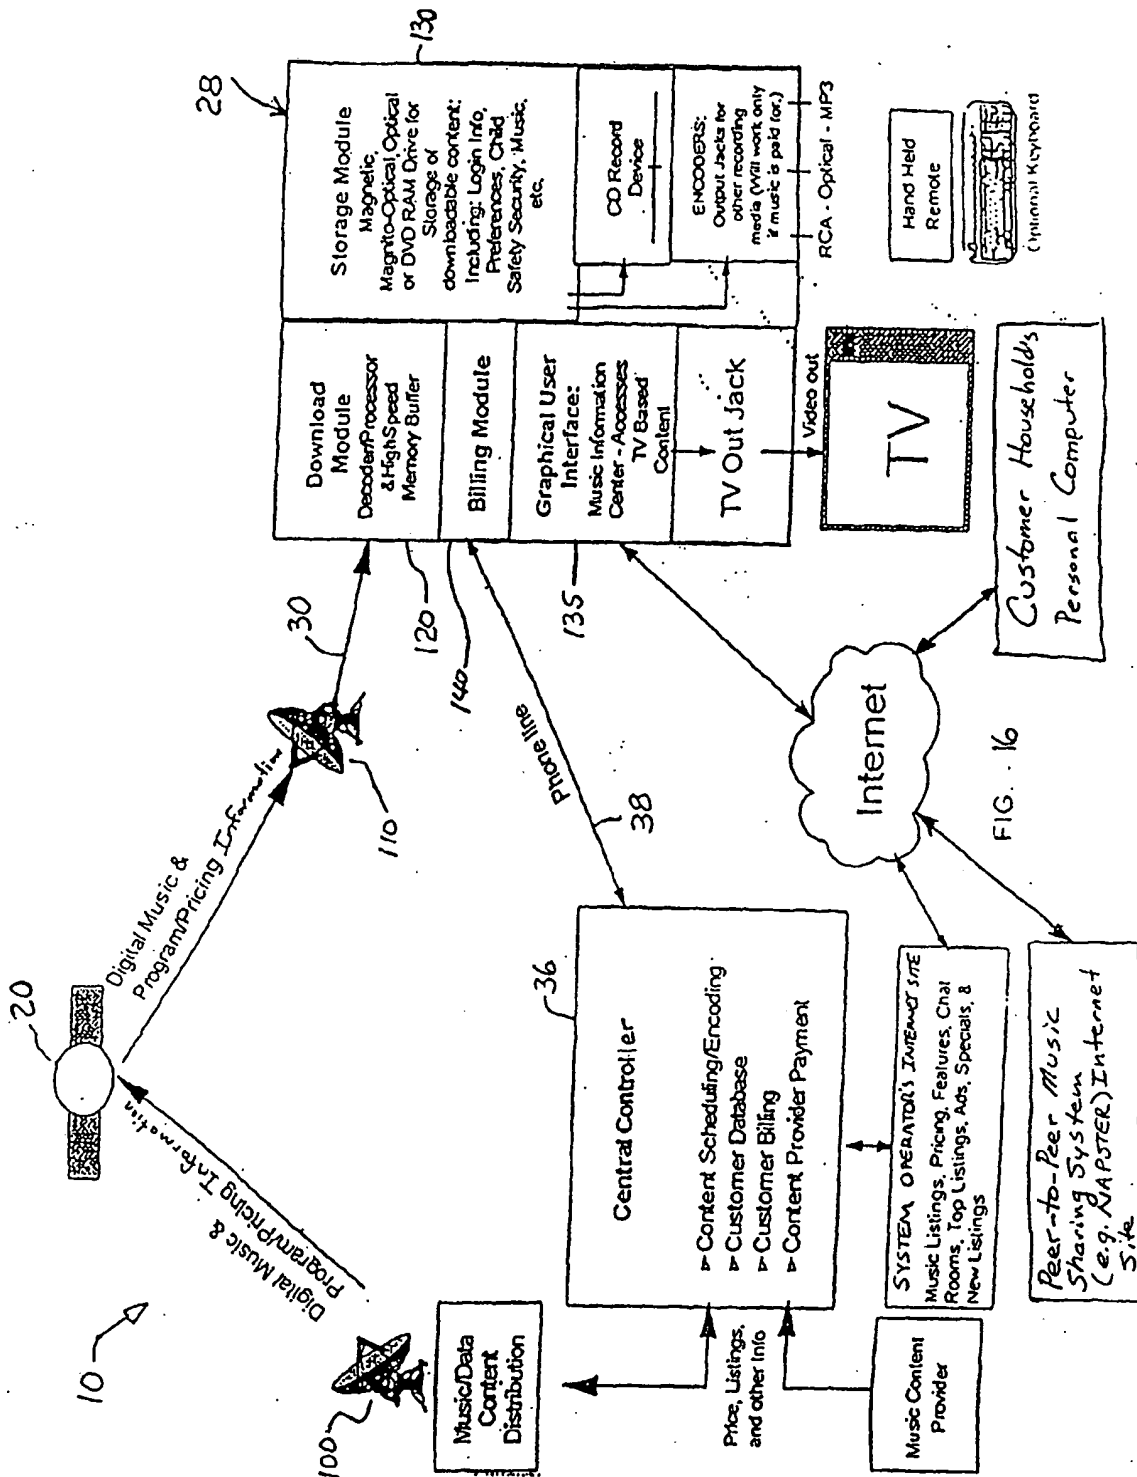 10
20
Digital Music &
Program/Pricing Information
Digital Music &
Program/Pricing Information
100
110
30
Music/Data
Content
Distribution
Price, Listings,
and other Info
Music Content
Provider
36
Central Controller
Content Scheduling/Encoding
Customer Database
Customer Billing
Content Provider Payment
SYSTEM OPERATOR'S INTERNET SITE
Music Listings, Pricing, Features, Chat
Rooms, Top Listings, Ads, Specials, &
New Listings
Peer-to-Peer Music
Sharing System
(e.g. NAPSTER) Internet
Site
Phone line
38
Internet
FIG. 16
28
120
140
135
130
Download
Module
Decoder/Processor
& High Speed
Memory Buffer
Billing Module
Graphical User
Interface:
Music Information
Center - Accesses
TV Based
Content
TV Out Jack
Video out
TV
Storage Module
Magnetic,
Magnito-Optical, Optical
or DVD RAM Drive for
Storage of
downloadable content:
Including: Login Info,
Preferences, Child
Safety Security, Music,
etc.
CD Record
Device
ENCODERS:
Output Jacks for
other recording
media (Will work only
if music is paid for.)
RCA - Optical - MP3
Hand Held
Remote
Optional Keyboard
Customer Household's
Personal Computer